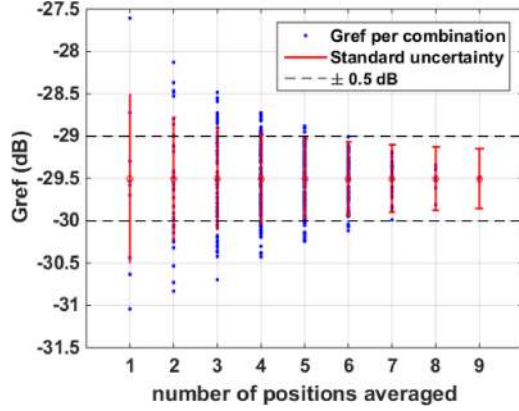 -27.5
-28
-28.5
-29
-29.5
-30
-30.5
-31
-31.5
Gref (dB)
Gref per combination
Standard uncertainty
± 0.5 dB
1 2 3 4 5 6 7 8 9
number of positions averaged